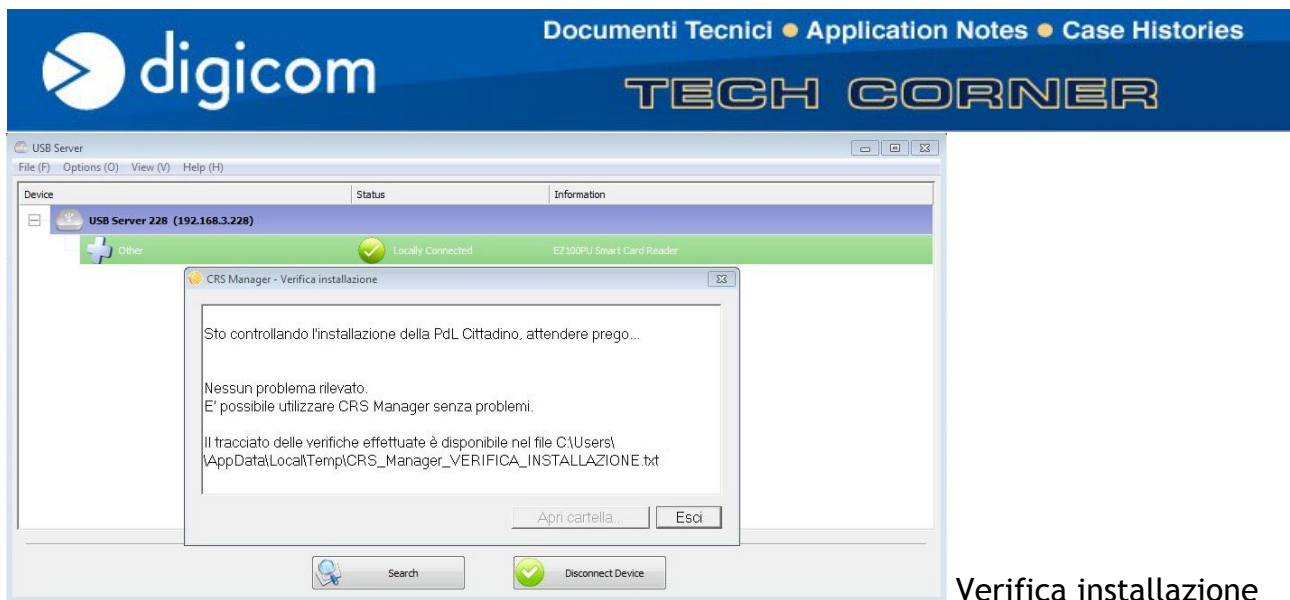 Documenti Tecnici ● Application Notes ● Case Histories
digicom
TECH CORNER
USB Server
File (F) Options (O) View (V) Help (H)
Device Status Information
USB Server 228 (192.168.3.228)
Other Locally Connected EZ100PU Smart Card Reader
CRS Manager - Verifica installazione
Sto controllando l'installazione della PdL Cittadino, attendere prego...
Nessun problema rilevato.
E' possibile utilizzare CRS Manager senza problemi.
Il tracciato delle verifiche effettuate è disponibile nel file C:\Users\
\AppData\Local\Temp\CRS_Manager_VERIFICA_INSTALLAZIONE.txt
Apri cartella... Esci
Search Disconnect Device
Verifica installazione